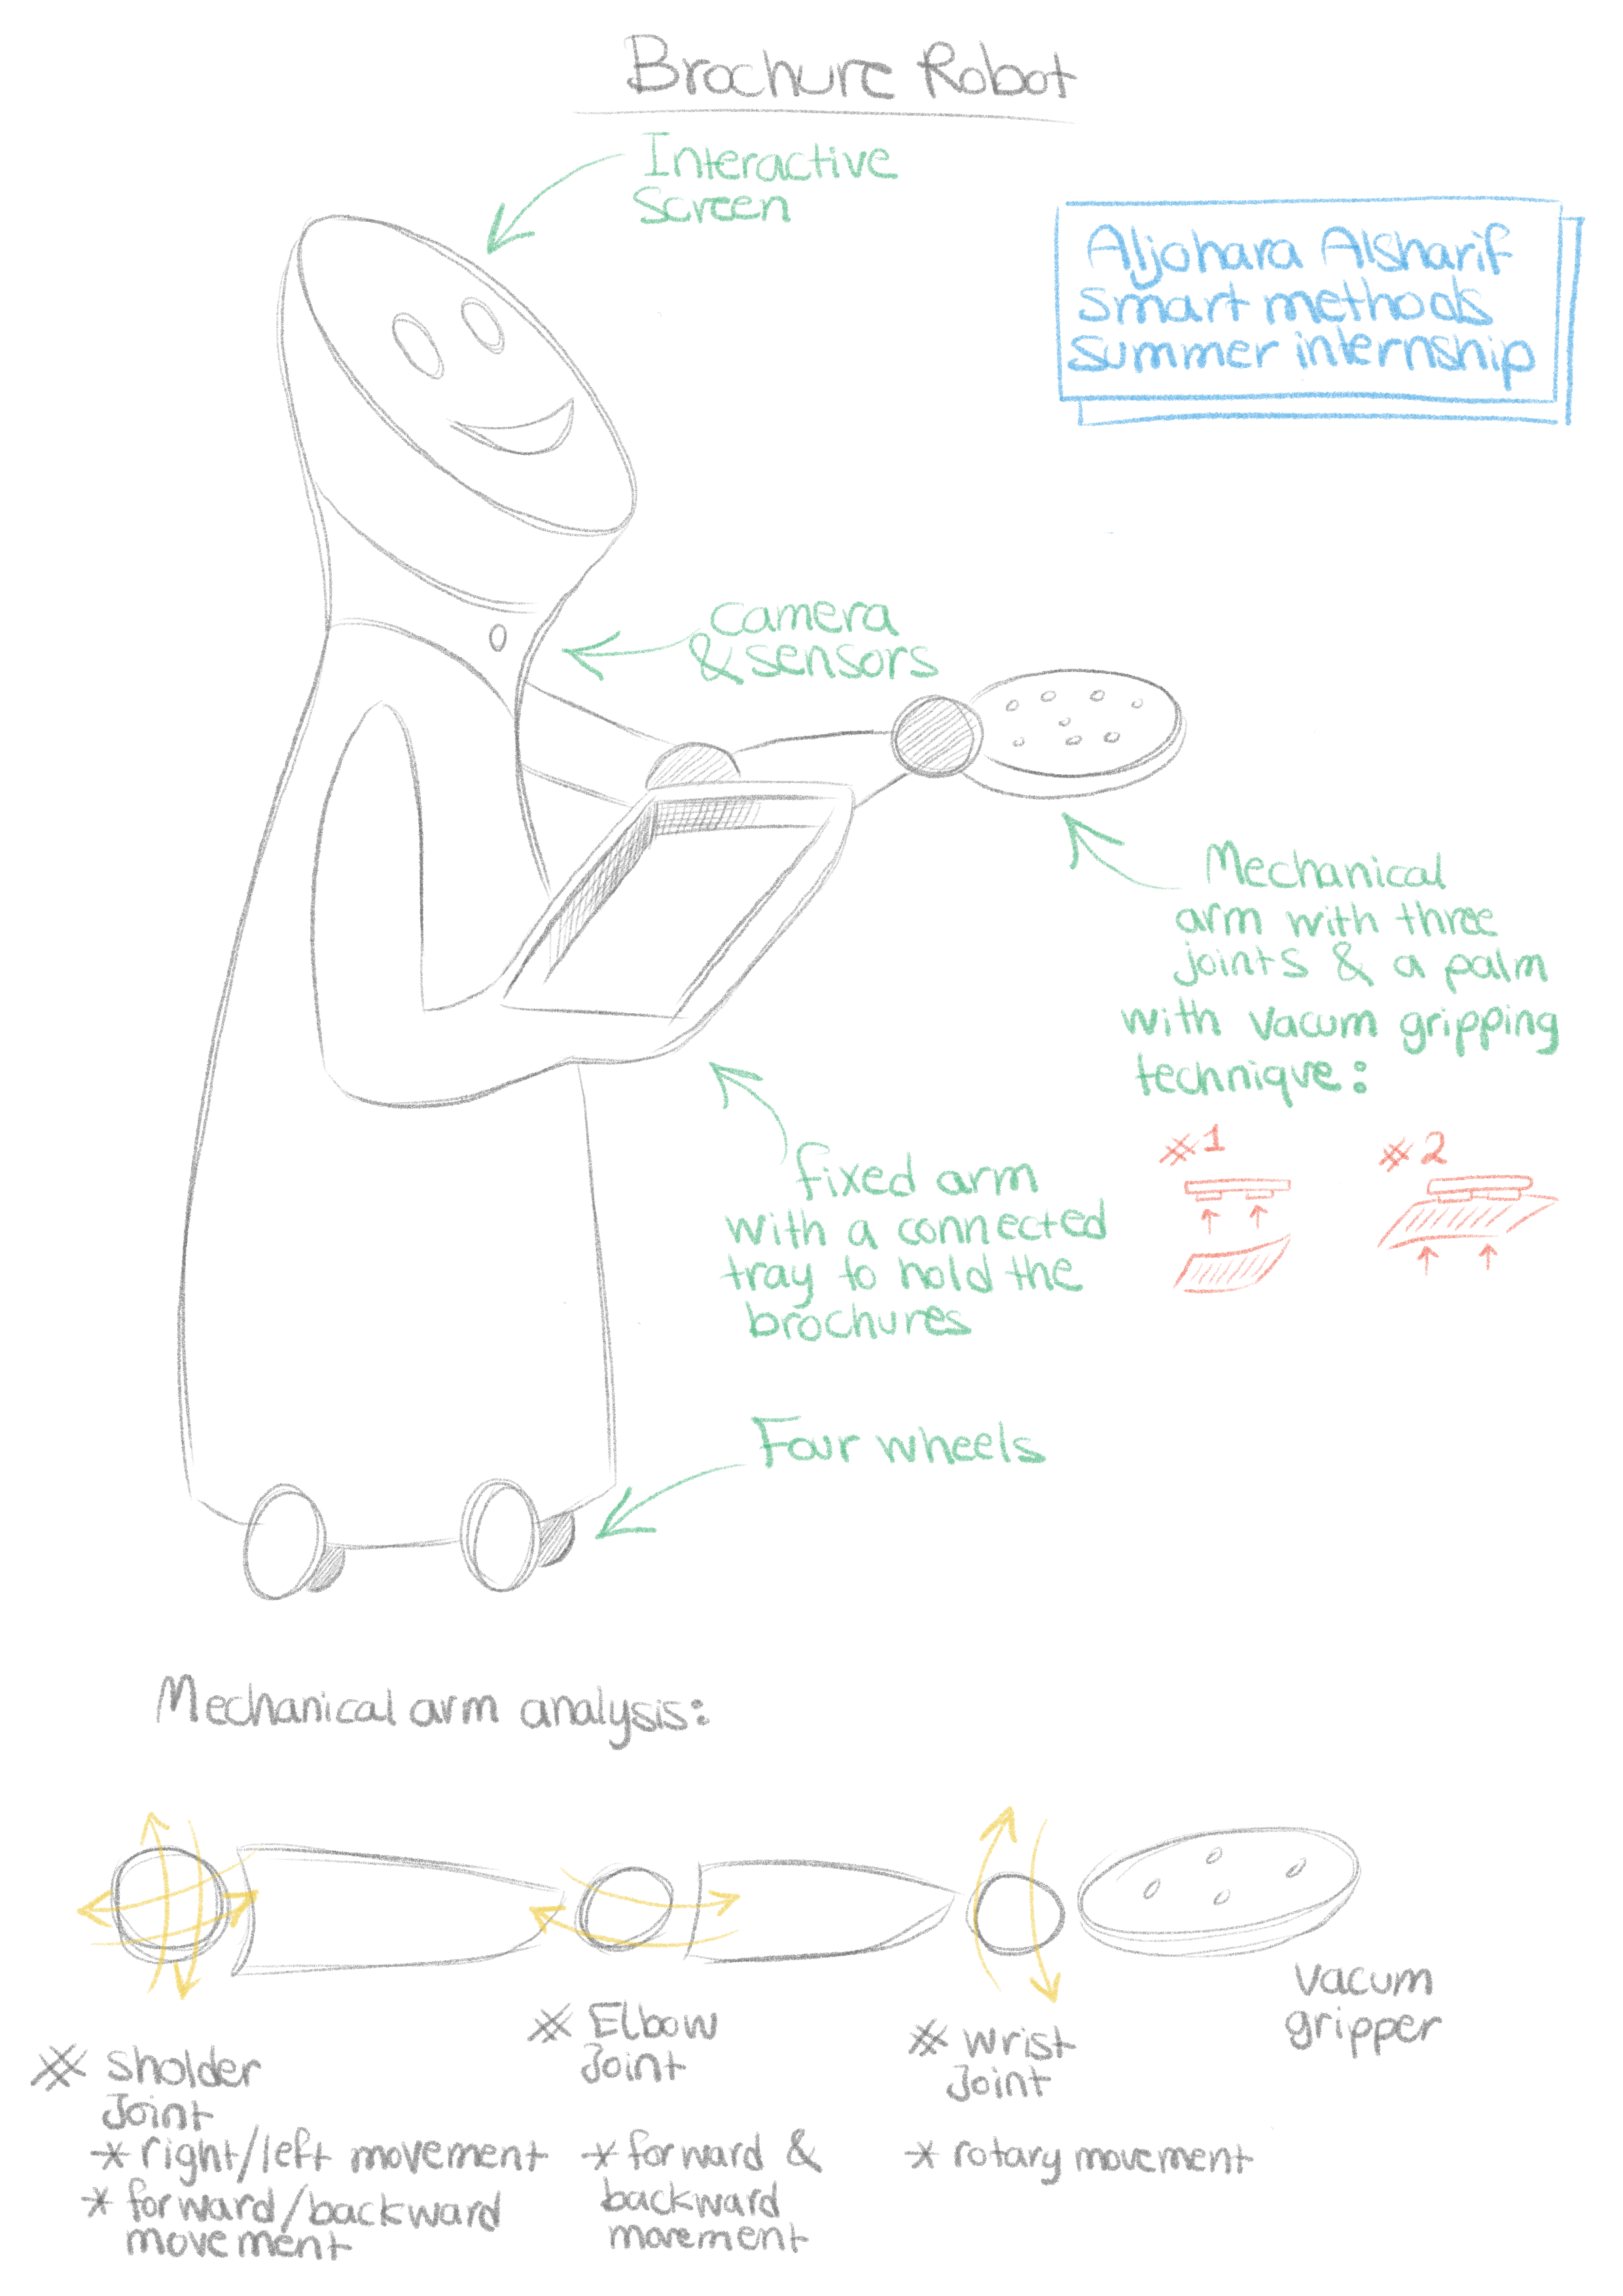 Brochure Robot
Interactive
Screen
Aljohara Alsharif
smart methods
summer internship
camera
& sensors
Mechanical
arm with three
joints & a palm
with vacum gripping
technique:
#1
#2
fixed arm
with a connected
tray to hold the
brochures
Four wheels
Mechanical arm analysis:
vacum
gripper
# Sholder
Joint
* right/left movement
* forward/backward
movement
# Elbow
Joint
* forward &
backward
movement
# wrist
Joint
* rotary movement